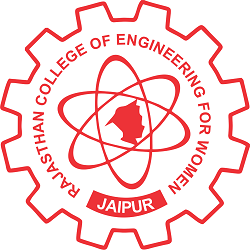 RAJASTHAN COLLEGE OF ENGINEERING FOR WOMEN
JAIPUR